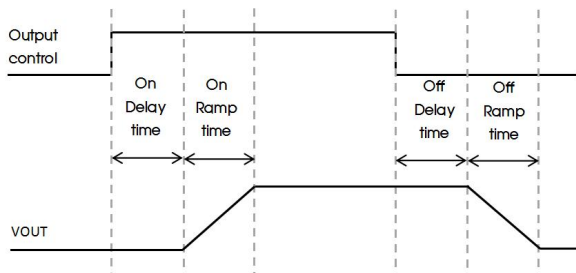 Output
control
On
Delay
time
On
Ramp
time
Off
Delay
time
Off
Ramp
time
VOUT